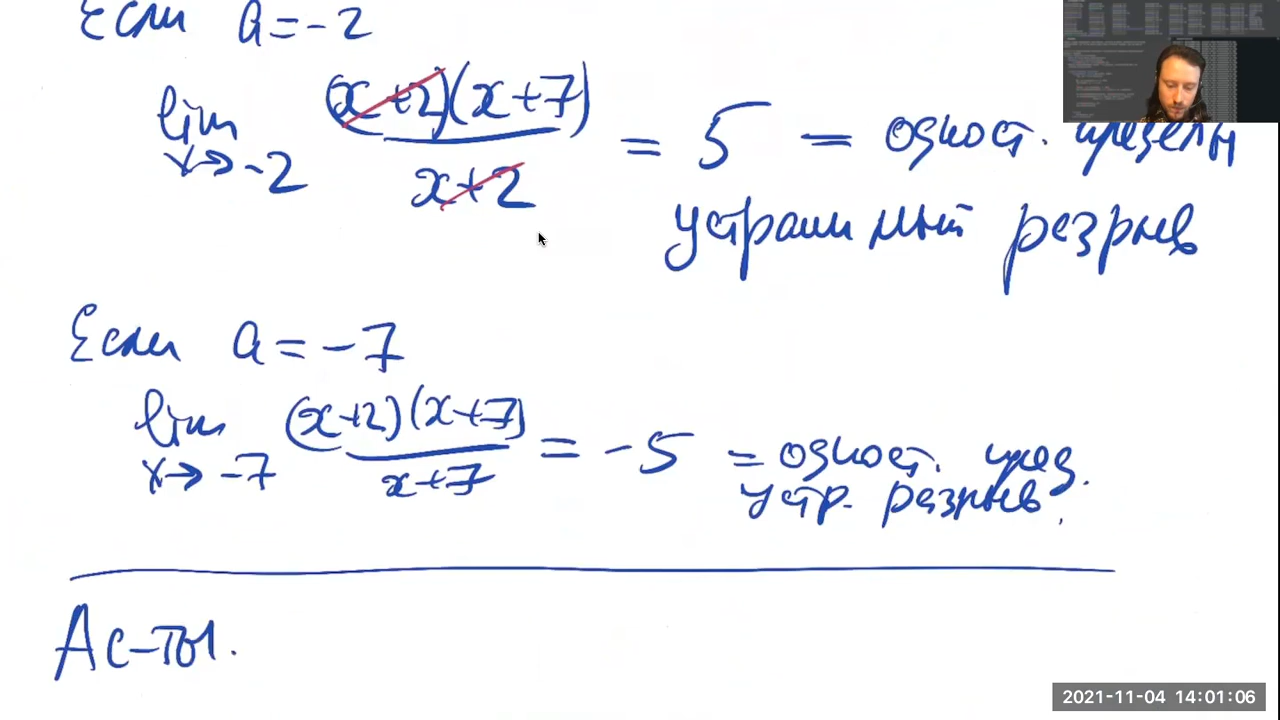 Если a = -2
lim x→-2 (x+2)(x+7) / x+2 = 5 = одност. пределы
устранимый разрыв
Если a = -7
lim x→-7 (x+2)(x+7) / x+7 = -5 = одност. пред.
устр. разрыв.
Ас-ты.
2021-11-04 14:01:06